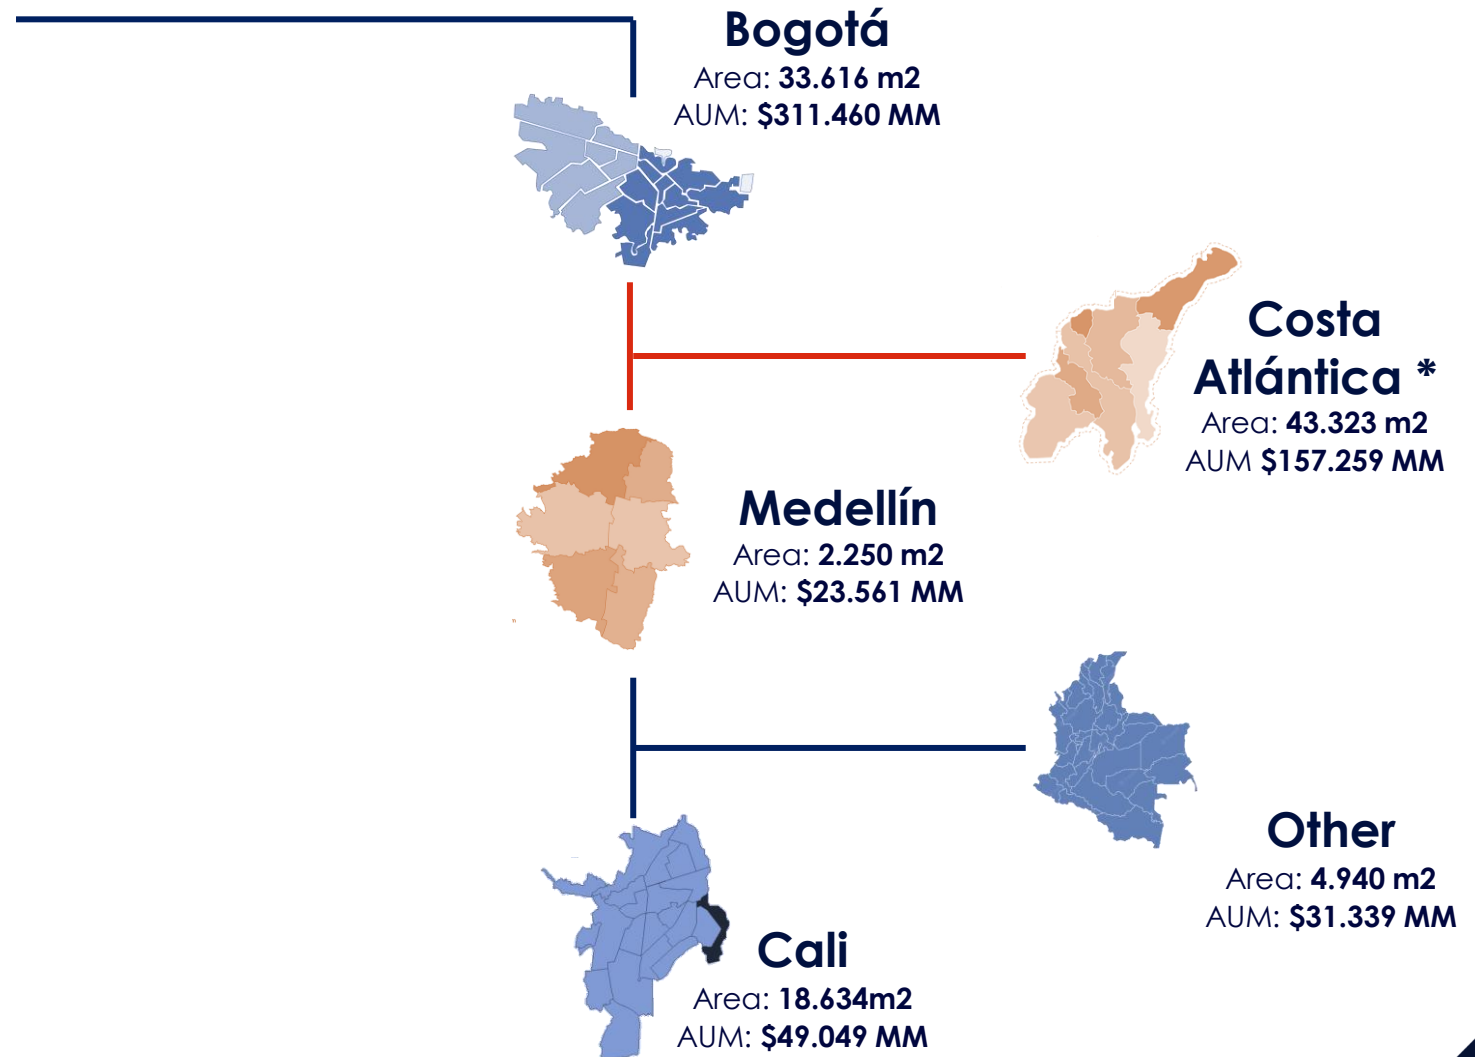 Bogotá
Area: 33.616 m2
AUM: $311.460 MM
Costa
Atlántica *
Area: 43.323 m2
AUM $157.259 MM
Medellín
Area: 2.250 m2
AUM: $23.561 MM
Other
Area: 4.940 m2
AUM: $31.339 MM
Cali
Area: 18.634m2
AUM: $49.049 MM